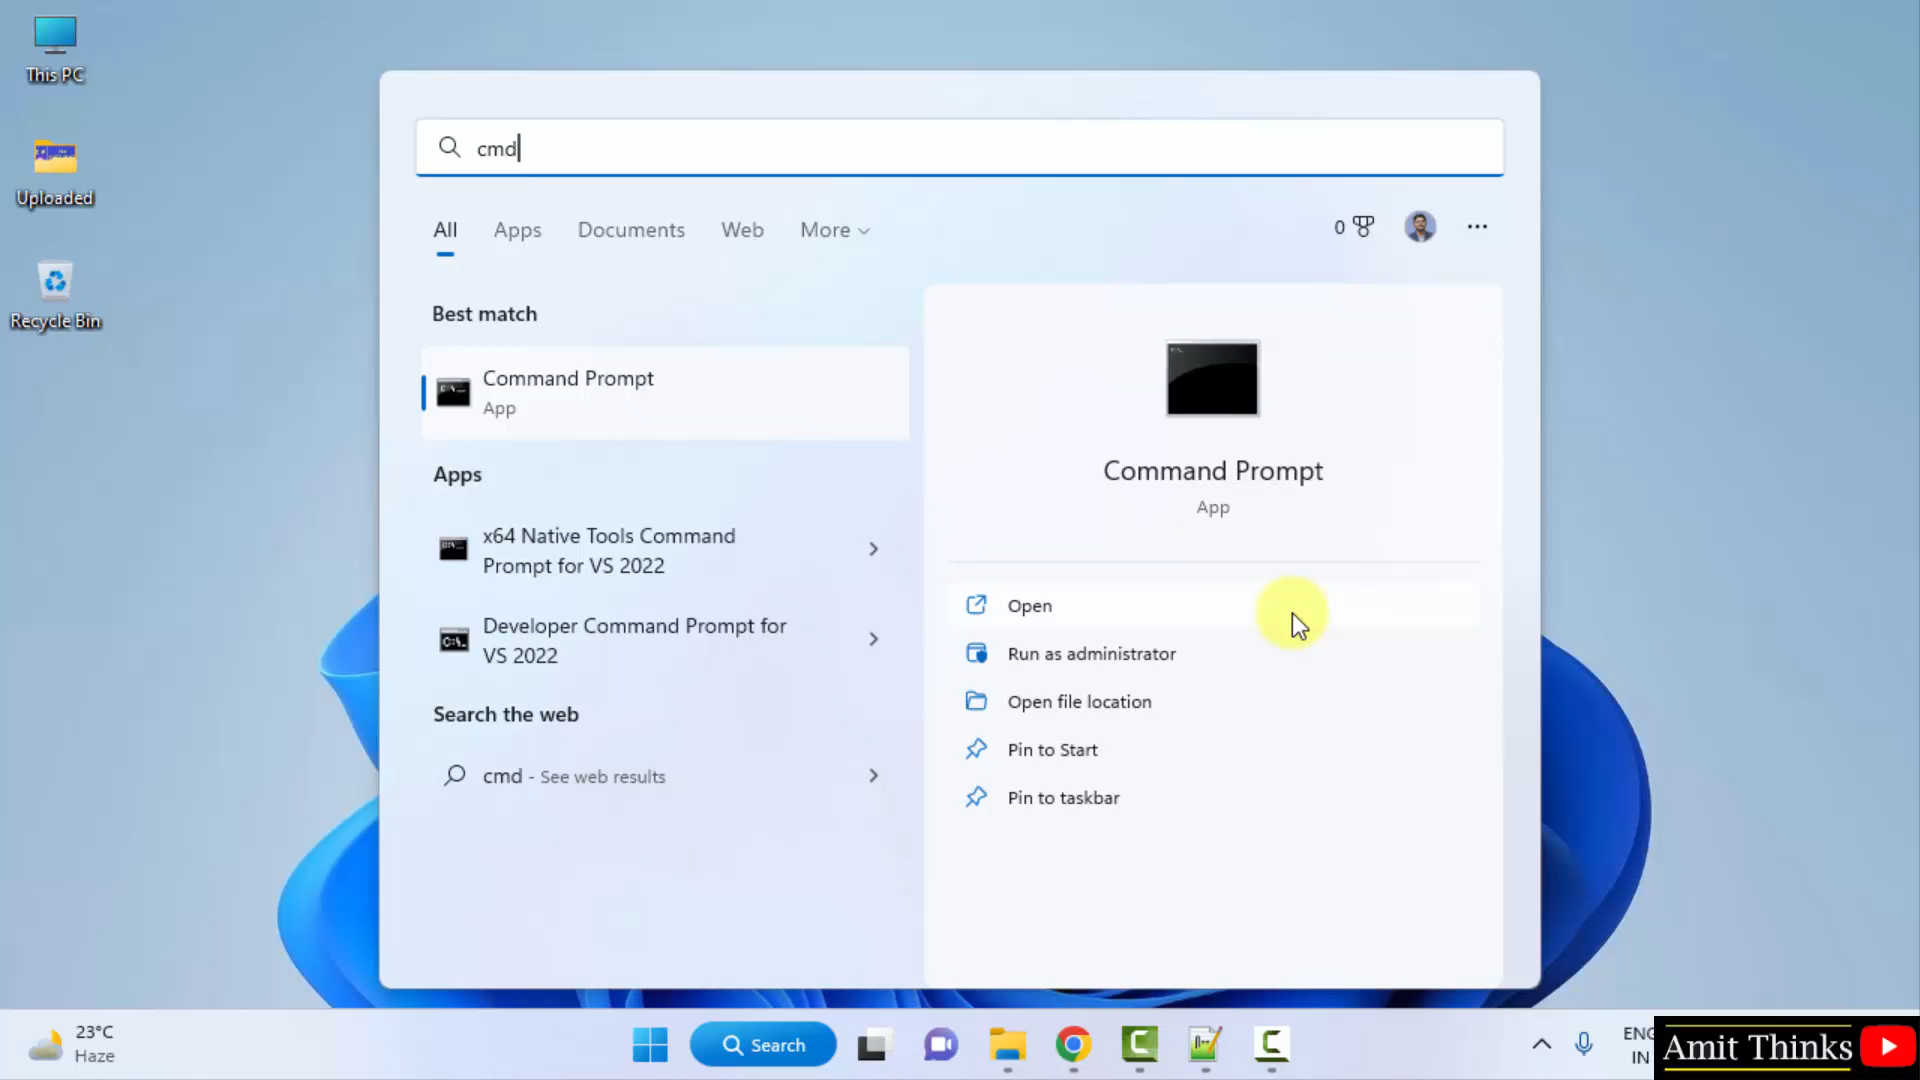 This PC
Uploaded
Recycle Bin
cmd
All Apps Documents Web More
0
Best match
Command Prompt
App
Apps
x64 Native Tools Command
Prompt for VS 2022
Developer Command Prompt for
VS 2022
Search the web
cmd - See web results
Command Prompt
App
Open
Run as administrator
Open file location
Pin to Start
Pin to taskbar
23°C
Haze
Search
ENG
IN
Amit Thinks